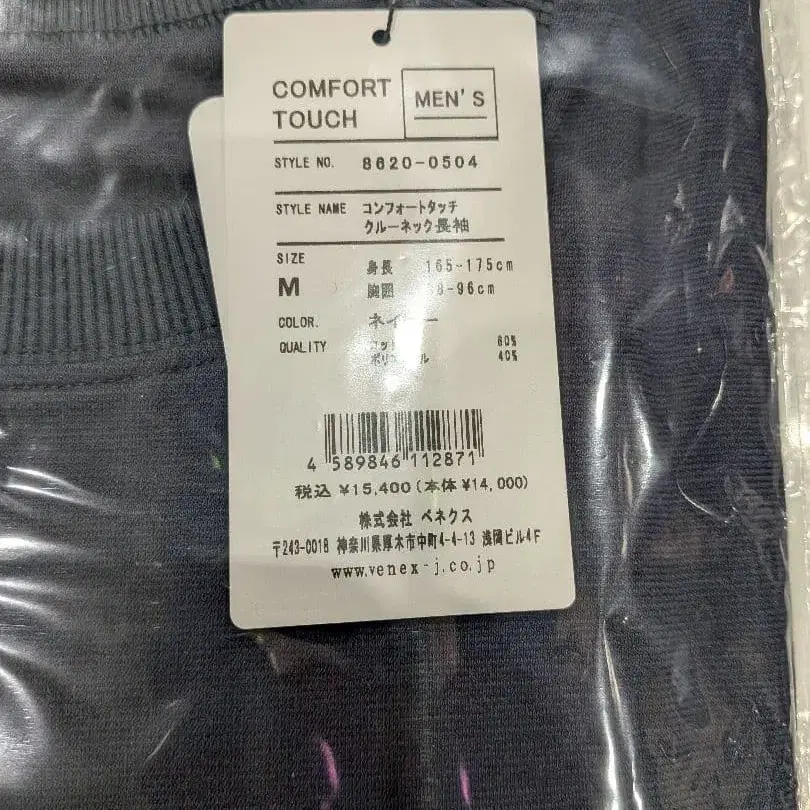 COMFORT
TOUCH
MEN'S
STYLE NO. 8620-0504
STYLE NAME コンフォートタッチ
クルーネック長袖
SIZE
M
身長 165-175cm
胸囲 8-96cm
COLOR.
QUALITY 60%
40%
4 589846 112871
税込 ¥15,400(本体 ¥14,000)
株式会社 ベネクス
〒243-0018 神奈川県厚木市中町4-4-13 浅岡ビル4F
www.venex-j.co.jp